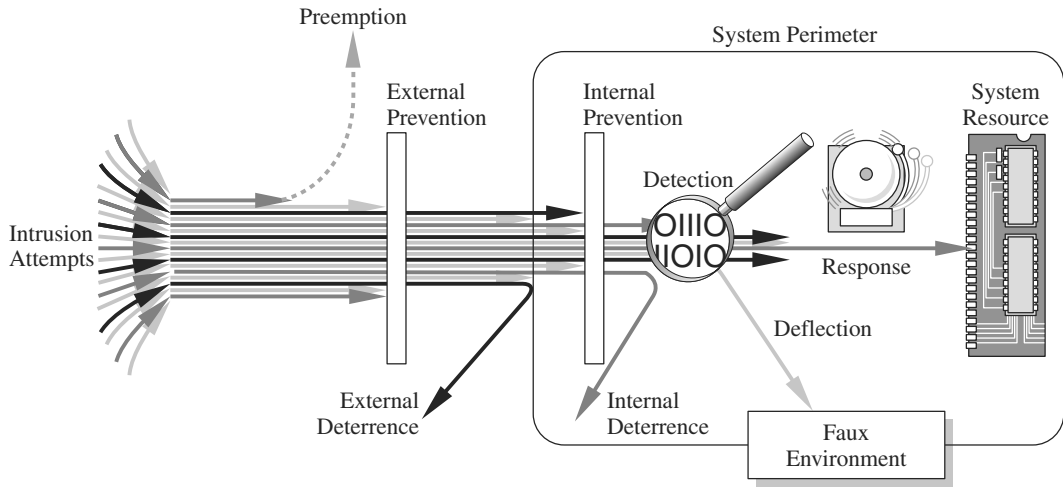 Preemption
System Perimeter
External
Prevention
Internal
Prevention
System
Resource
Detection
OIIIIO
IIOIO
Intrusion
Attempts
Response
Deflection
External
Deterrence
Internal
Deterrence
Faux
Environment